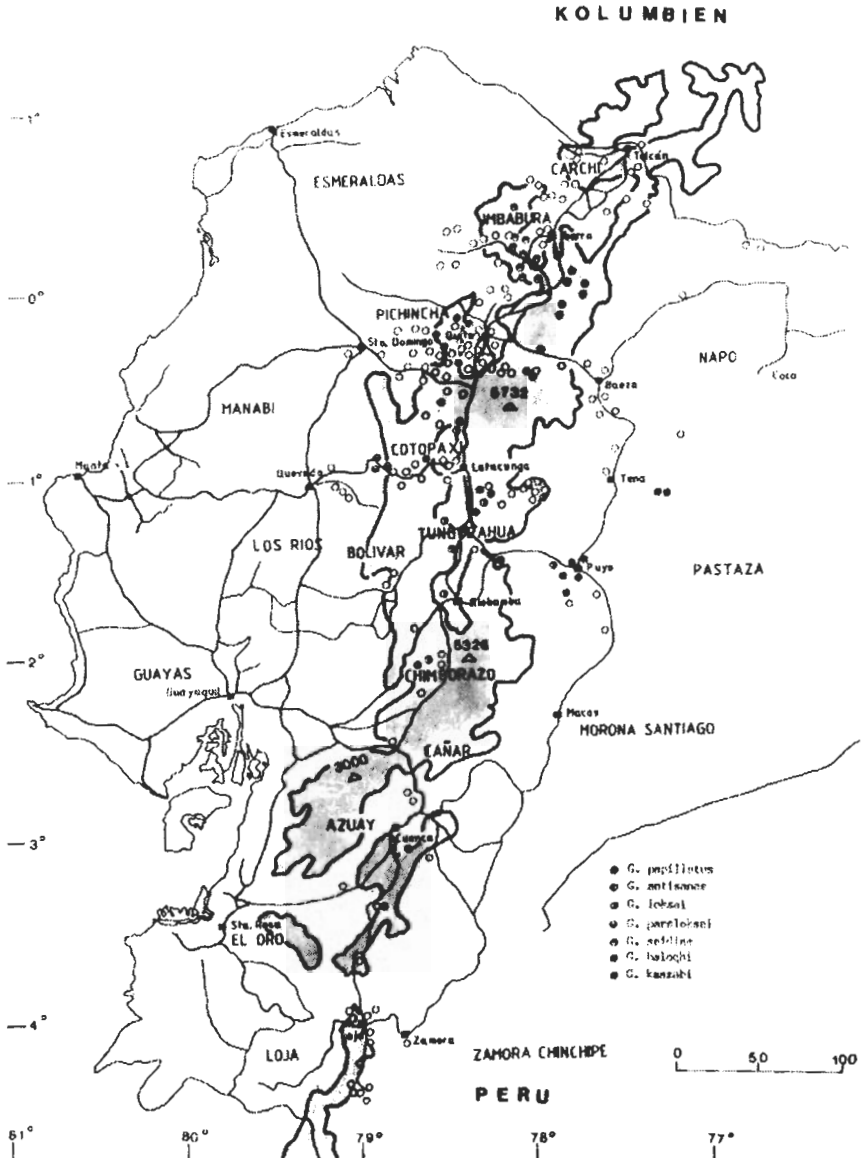 KOLUMBIEN
1°
Esmeraldas
ESMERALDAS
Tulcán
CARCHI
IMBABURA
Ibarra
0°
PICHINCHA
Sto. Domingo
Quito
NAPO
Coca
Baeza
5732
MANABI
COTOPAXI
Manta
Quevedo
Latacunga
1°
Tena
TUNGURAHUA
LOS RIOS
BOLIVAR
Puyo
PASTAZA
Riobamba
5326
2°
GUAYAS
Guayaquil
CHIMBORAZO
Macas
MORONA SANTIAGO
CAÑAR
3000
AZUAY
3°
Cuenca
G. papillatus
G. antisanae
G. loksai
G. paraloksai
G. baloghi
G. kaszabi
Sta. Rosa
EL ORO
4°
LOJA
Zamora
ZAMORA CHINCHIPE
0 50 100
PERU
81° 80° 79° 78° 77°